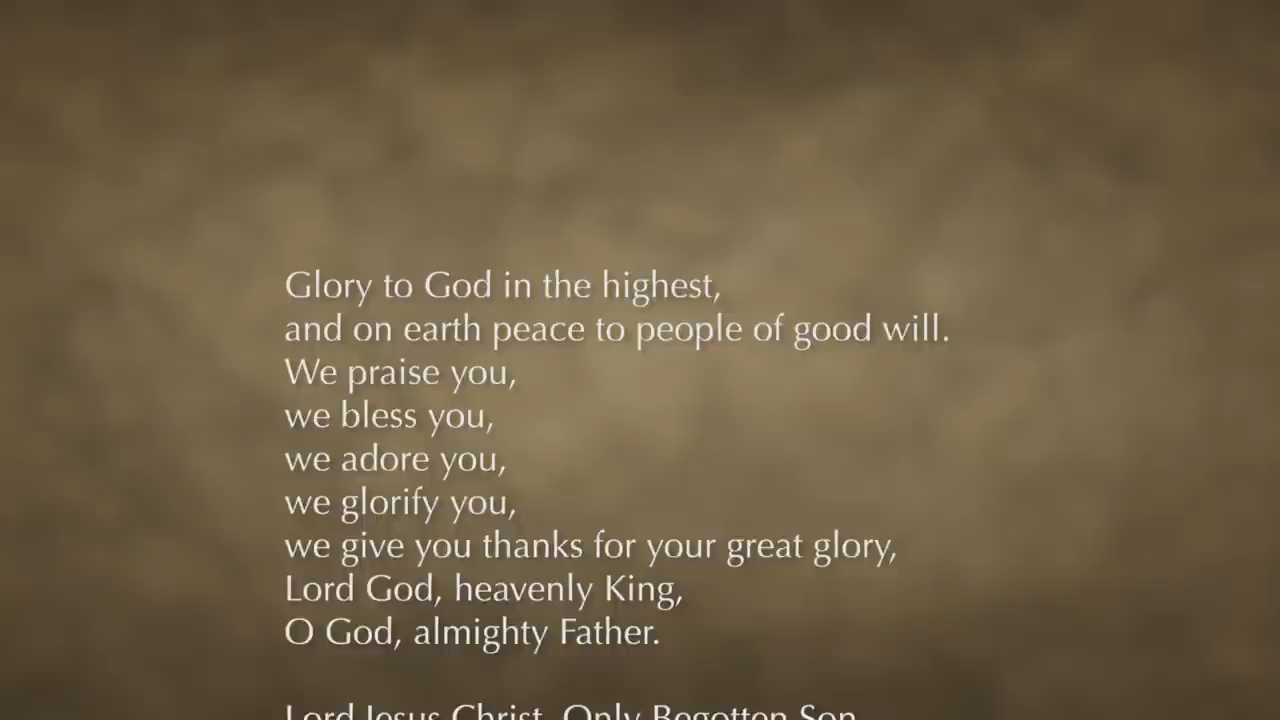 Glory to God in the highest,
and on earth peace to people of good will.
We praise you,
we bless you,
we adore you,
we glorify you,
we give you thanks for your great glory,
Lord God, heavenly King,
O God, almighty Father.
Lord Jesus Christ, Only Begotten Son